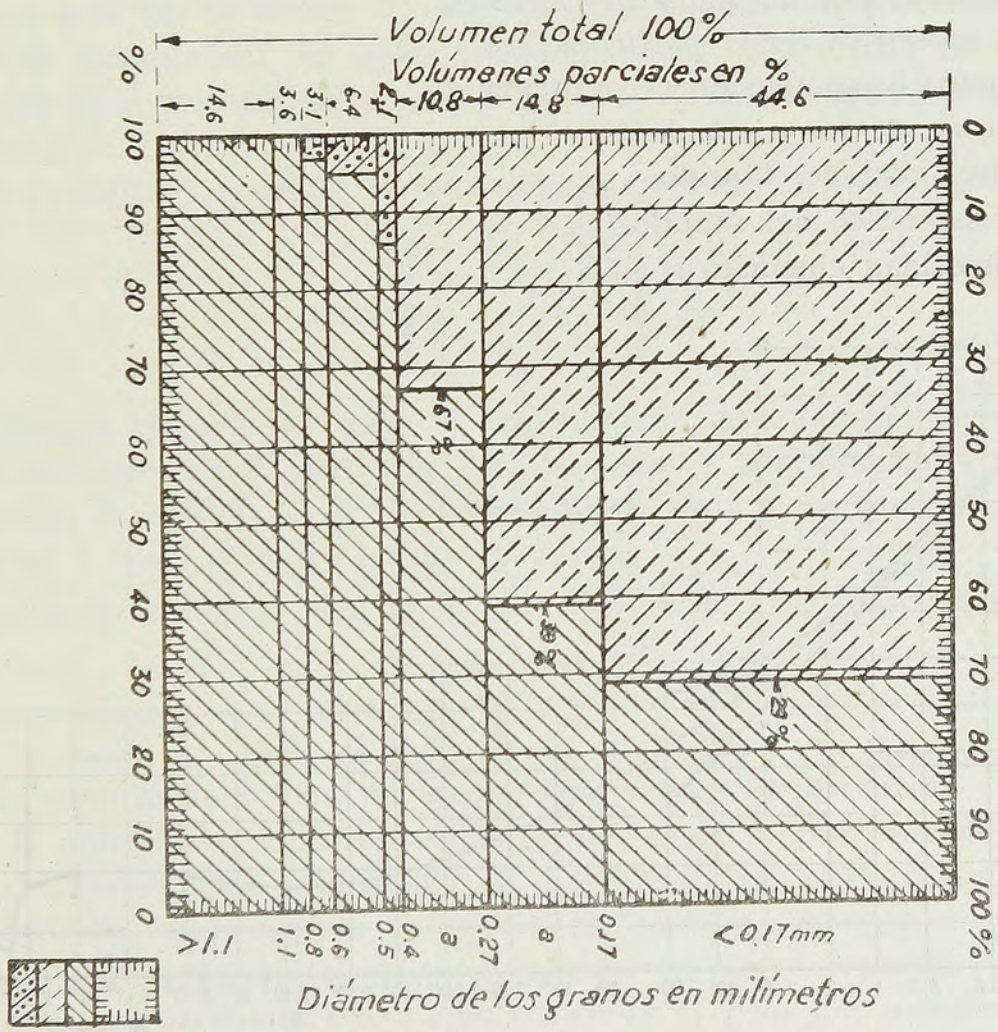 Volumen total 100%
Volúmenes parciales en %
14.6 3.6 3.1 6.4 2.1 10.8 14.8 44.6
% 100 90 80 70 60 50 40 30 20 10 0
0 10 20 30 40 50 60 70 80 90 100%
67%
%
%
>1.1 1.1 0.8 0.6 0.5 0.4 a 0.27 a 0.17 <0.17mm
Diámetro de los granos en milímetros